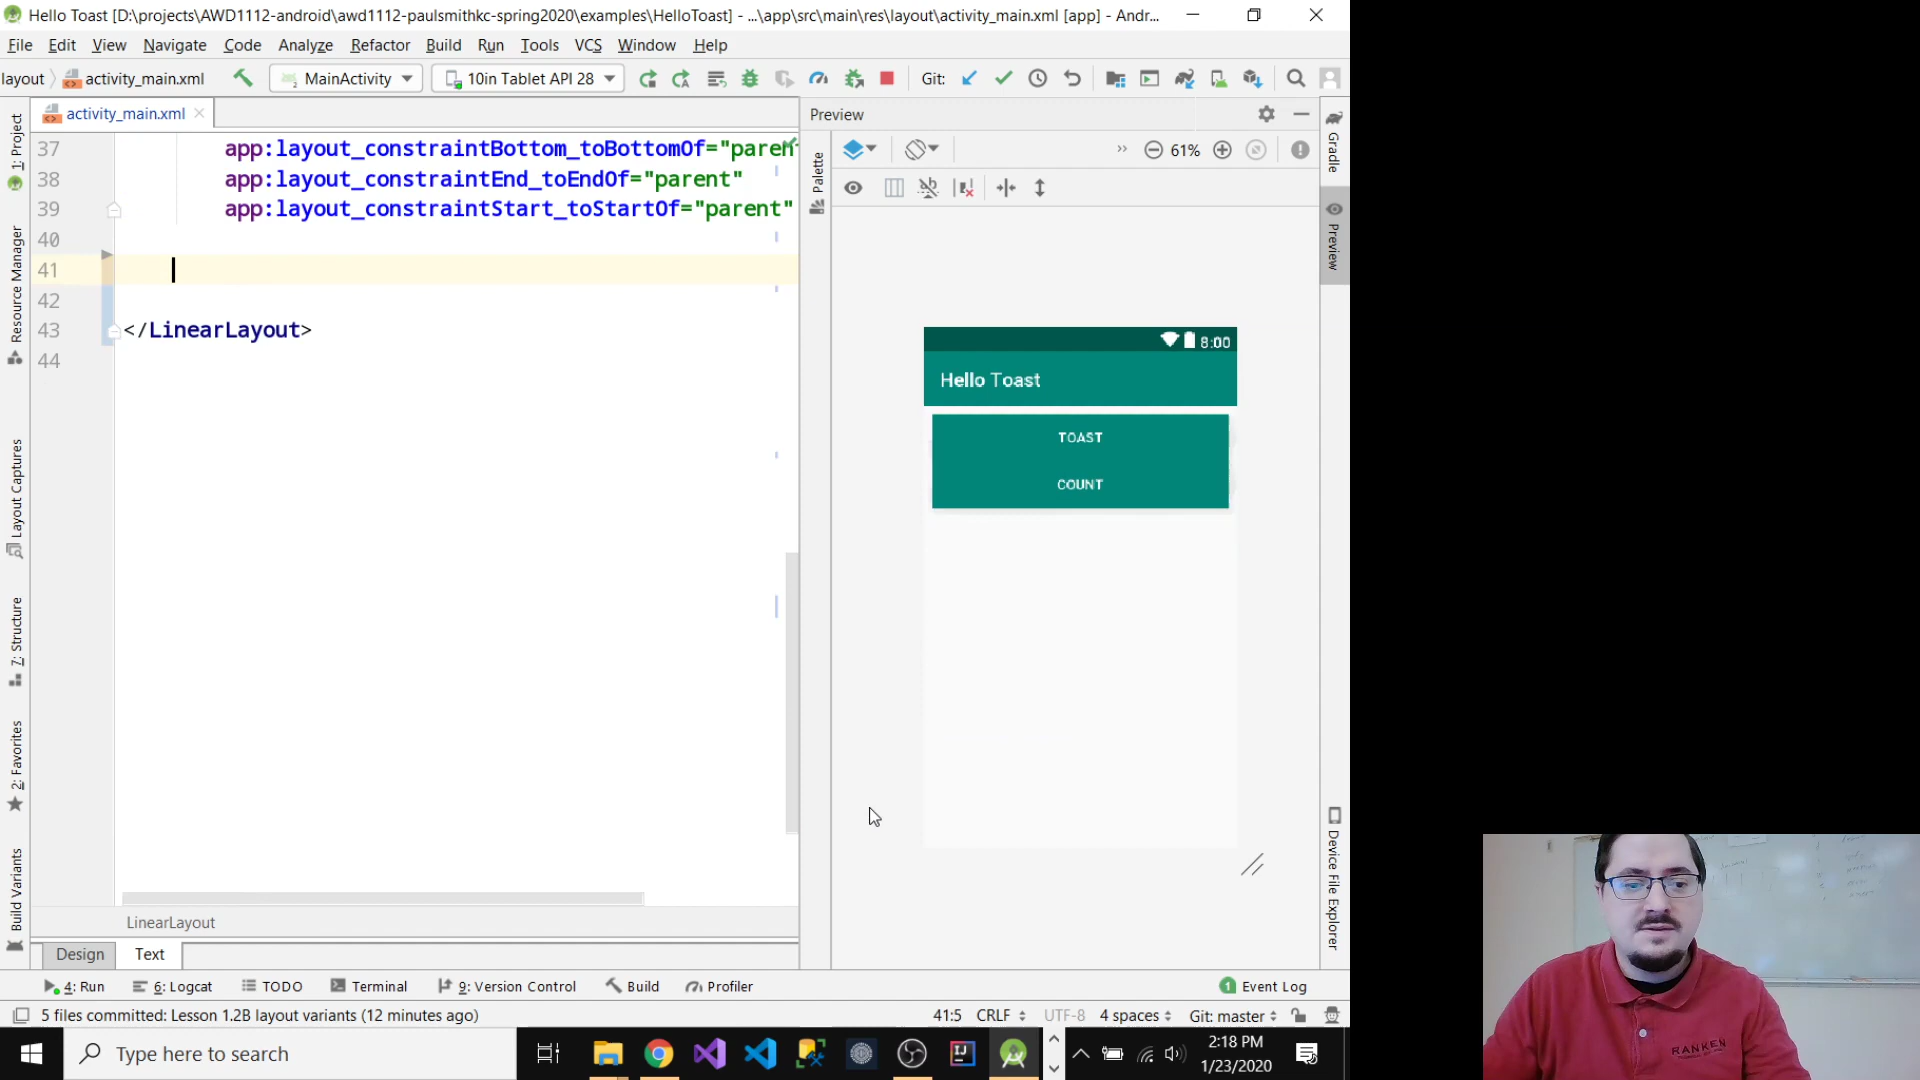 Hello Toast [D:\projects\AWD1112-android\awd1112-paulsmithkc-spring2020\examples\HelloToast] - ...\app\src\main\res\layout\activity_main.xml [app] - Andr...
File Edit View Navigate Code Analyze Refactor Build Run Tools VCS Window Help
layout activity_main.xml MainActivity 10in Tablet API 28 Git:
activity_main.xml
Preview
37 app:layout_constraintBottom_toBottomOf="paren
38 app:layout_constraintEnd_toEndOf="parent"
39 app:layout_constraintStart_toStartOf="parent"
40
41
42
43 </LinearLayout>
44
61%
8:00
Hello Toast
TOAST
COUNT
1: Project
Resource Manager
Layout Captures
7: Structure
2: Favorites
Build Variants
Palette
Gradle
Preview
Device File Explorer
LinearLayout
Design Text
4: Run 6: Logcat TODO Terminal 9: Version Control Build Profiler 1 Event Log
5 files committed: Lesson 1.2B layout variants (12 minutes ago) 41:5 CRLF UTF-8 4 spaces Git: master
Type here to search
2:18 PM
1/23/2020
RANKEN